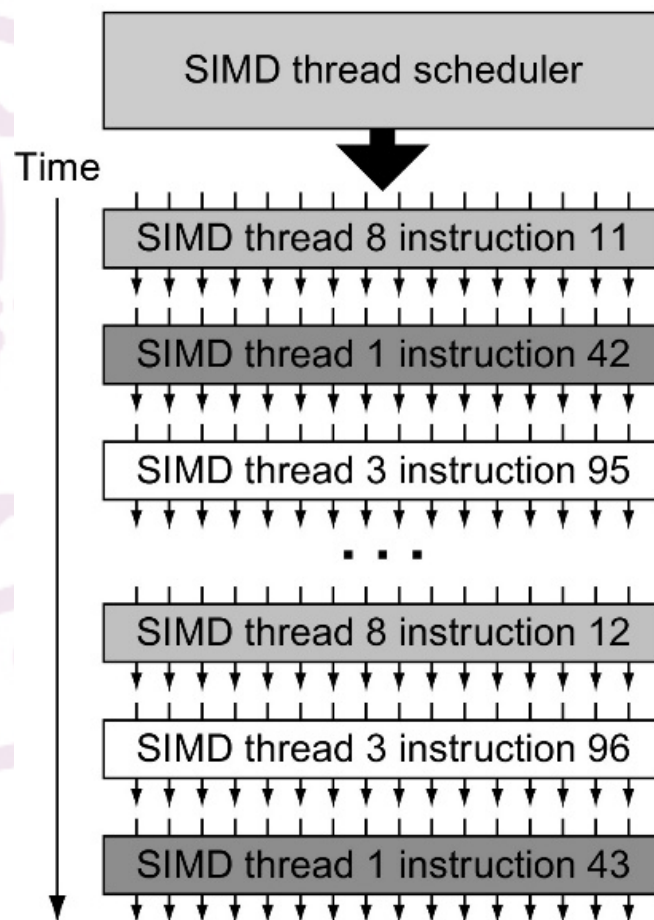 SIMD thread scheduler
Time
SIMD thread 8 instruction 11
SIMD thread 1 instruction 42
SIMD thread 3 instruction 95
. . .
SIMD thread 8 instruction 12
SIMD thread 3 instruction 96
SIMD thread 1 instruction 43